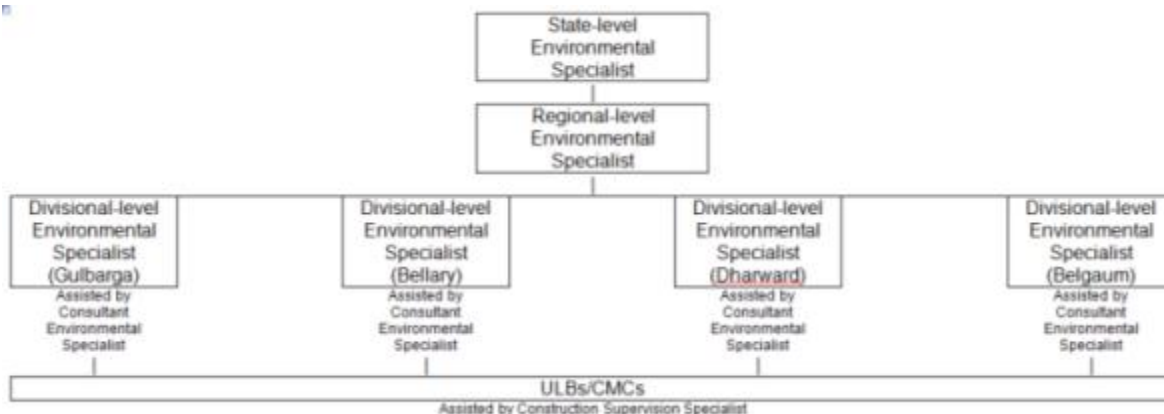 State-level
Environmental
Specialist
Regional-level
Environmental
Specialist
Divisional-level
Environmental
Specialist
(Gulbarga)
Assisted by
Consultant
Environmental
Specialist
Divisional-level
Environmental
Specialist
(Bellary)
Assisted by
Consultant
Environmental
Specialist
Divisional-level
Environmental
Specialist
(Dharward)
Assisted by
Consultant
Environmental
Specialist
Divisional-level
Environmental
Specialist
(Belgaum)
Assisted by
Consultant
Environmental
Specialist
ULBs/CMCs
Assisted by Construction Supervision Specialist